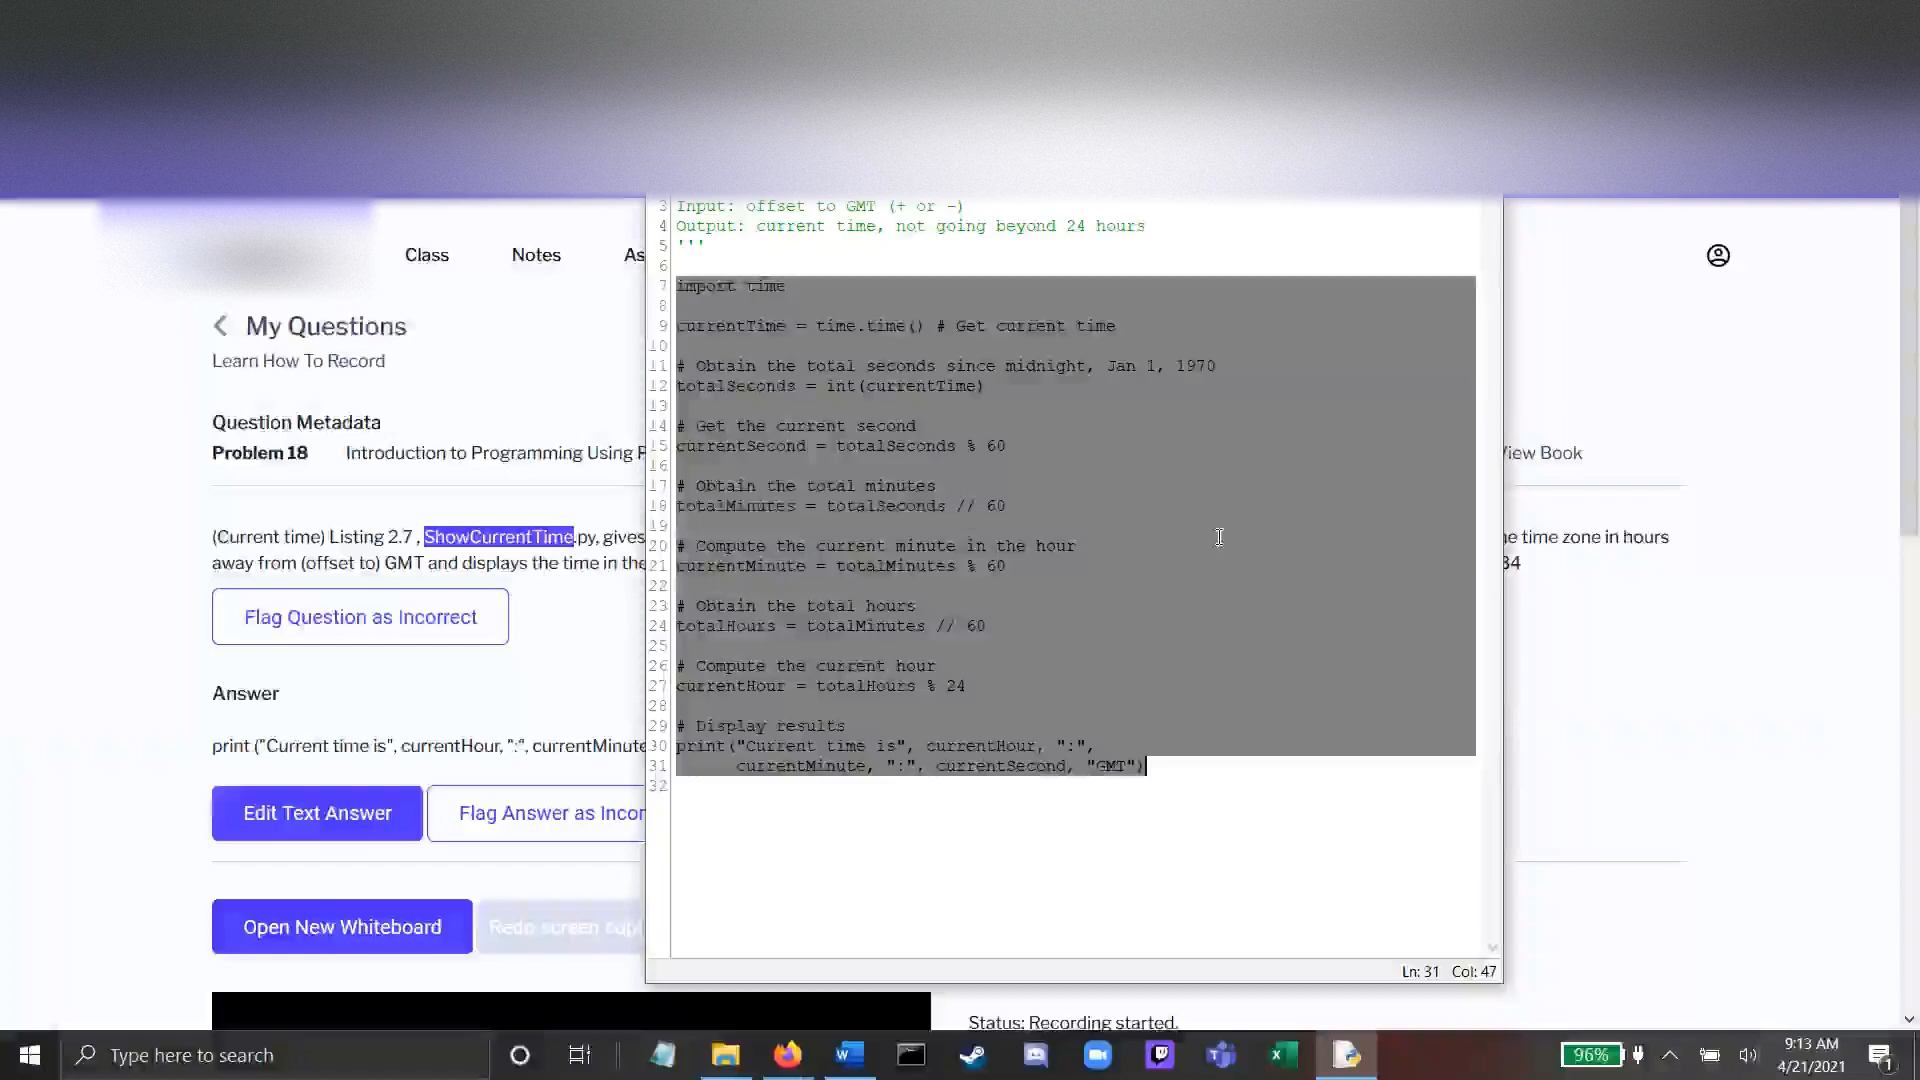 Class Notes As
My Questions
Learn How To Record
Question Metadata
Problem 18 Introduction to Programming Using P
View Book
(Current time) Listing 2.7 , ShowCurrentTime.py, gives
e time zone in hours
away from (offset to) GMT and displays the time in the
34
Flag Question as Incorrect
Answer
print ("Current time is", currentHour, ":", currentMinute
Edit Text Answer
Flag Answer as Incor
Open New Whiteboard
Redo screen capt
Status: Recording started.
3 Input: offset to GMT (+ or -)
4 Output: current time, not going beyond 24 hours
5 '''
6
7 import time
8
9 currentTime = time.time() # Get current time
10
11 # Obtain the total seconds since midnight, Jan 1, 1970
12 totalSeconds = int(currentTime)
13
14 # Get the current second
15 currentSecond = totalSeconds % 60
16
17 # Obtain the total minutes
18 totalMinutes = totalSeconds // 60
19
20 # Compute the current minute in the hour
21 currentMinute = totalMinutes % 60
22
23 # Obtain the total hours
24 totalHours = totalMinutes // 60
25
26 # Compute the current hour
27 currentHour = totalHours % 24
28
29 # Display results
30 print("Current time is", currentHour, ":",
31 currentMinute, ":", currentSecond, "GMT")
32
Ln: 31 Col: 47
Type here to search
96%
9:13 AM
4/21/2021
1